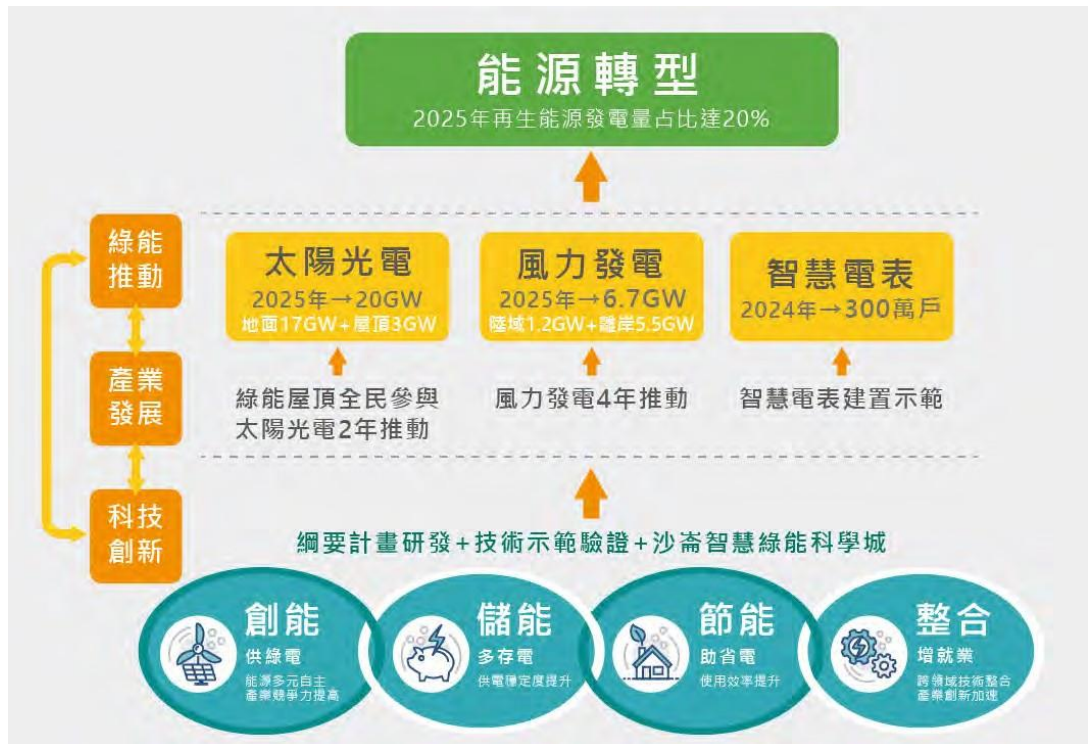 能源轉型
2025年再生能源發電量占比達20%
綠能
推動
產業
發展
科技
創新
太陽光電
2025年→20GW
地面17GW+屋頂3GW
風力發電
2025年→6.7GW
陸域1.2GW+離岸5.5GW
智慧電表
2024年→300萬戶
綠能屋頂全民參與
太陽光電2年推動
風力發電4年推動
智慧電表建置示範
綱要計畫研發+技術示範驗證+沙崙智慧綠能科學城
創能
供綠電
能源多元自主
產業競爭力提高
儲能
多存電
供電穩定度提升
節能
助省電
使用效率提升
整合
增就業
跨領域技術整合
產業創新加速